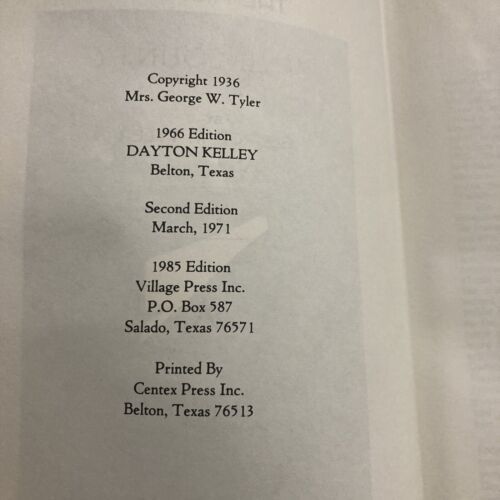 Copyright 1936
Mrs. George W. Tyler
1966 Edition
DAYTON KELLEY
Belton, Texas
Second Edition
March, 1971
1985 Edition
Village Press Inc.
P.O. Box 587
Salado, Texas 76571
Printed By
Centex Press Inc.
Belton, Texas 76513